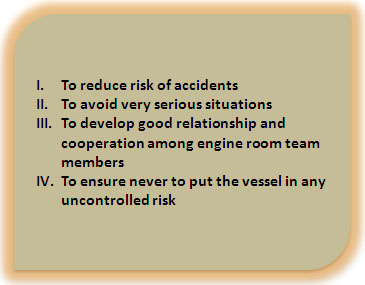 I. To reduce risk of accidents
II. To avoid very serious situations
III. To develop good relationship and
cooperation among engine room team
members
IV. To ensure never to put the vessel in any
uncontrolled risk